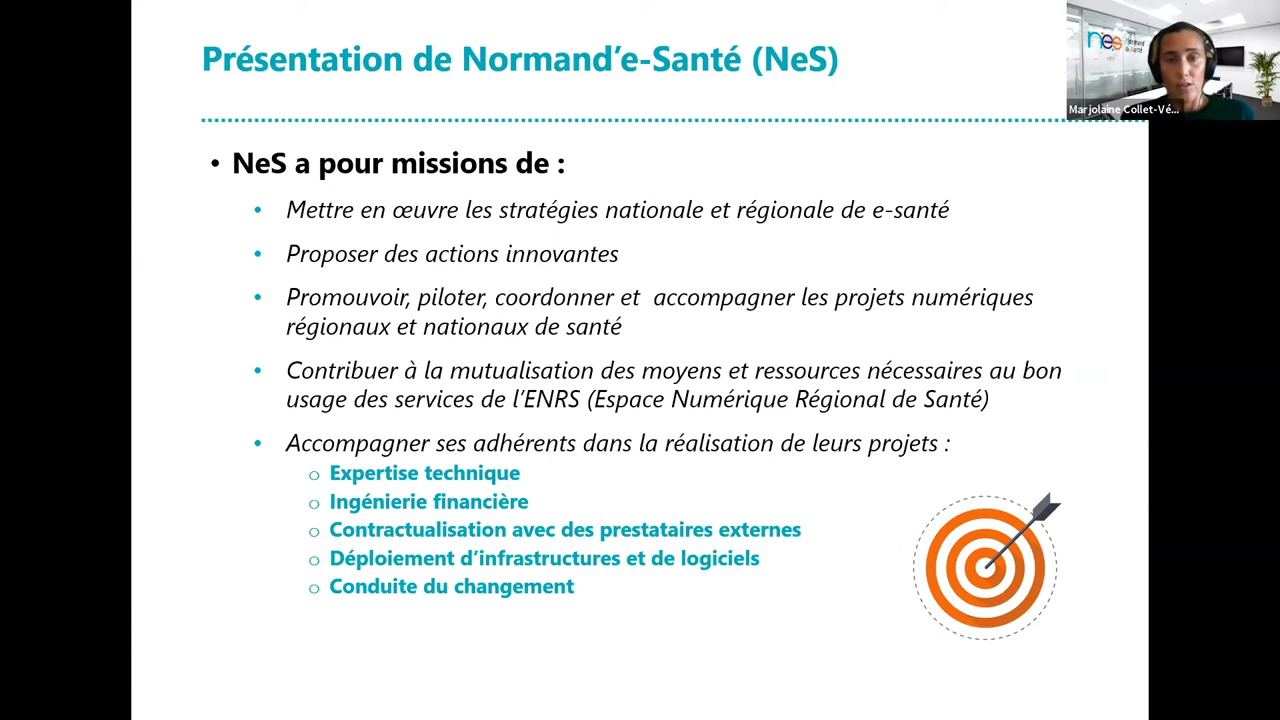 Présentation de Normand’e-Santé (NeS)
nes Normand e-santé
Marjolaine Collet-Vé...
• NeS a pour missions de :
• Mettre en œuvre les stratégies nationale et régionale de e-santé
• Proposer des actions innovantes
• Promouvoir, piloter, coordonner et accompagner les projets numériques
régionaux et nationaux de santé
• Contribuer à la mutualisation des moyens et ressources nécessaires au bon
usage des services de l’ENRS (Espace Numérique Régional de Santé)
• Accompagner ses adhérents dans la réalisation de leurs projets :
o Expertise technique
o Ingénierie financière
o Contractualisation avec des prestataires externes
o Déploiement d’infrastructures et de logiciels
o Conduite du changement